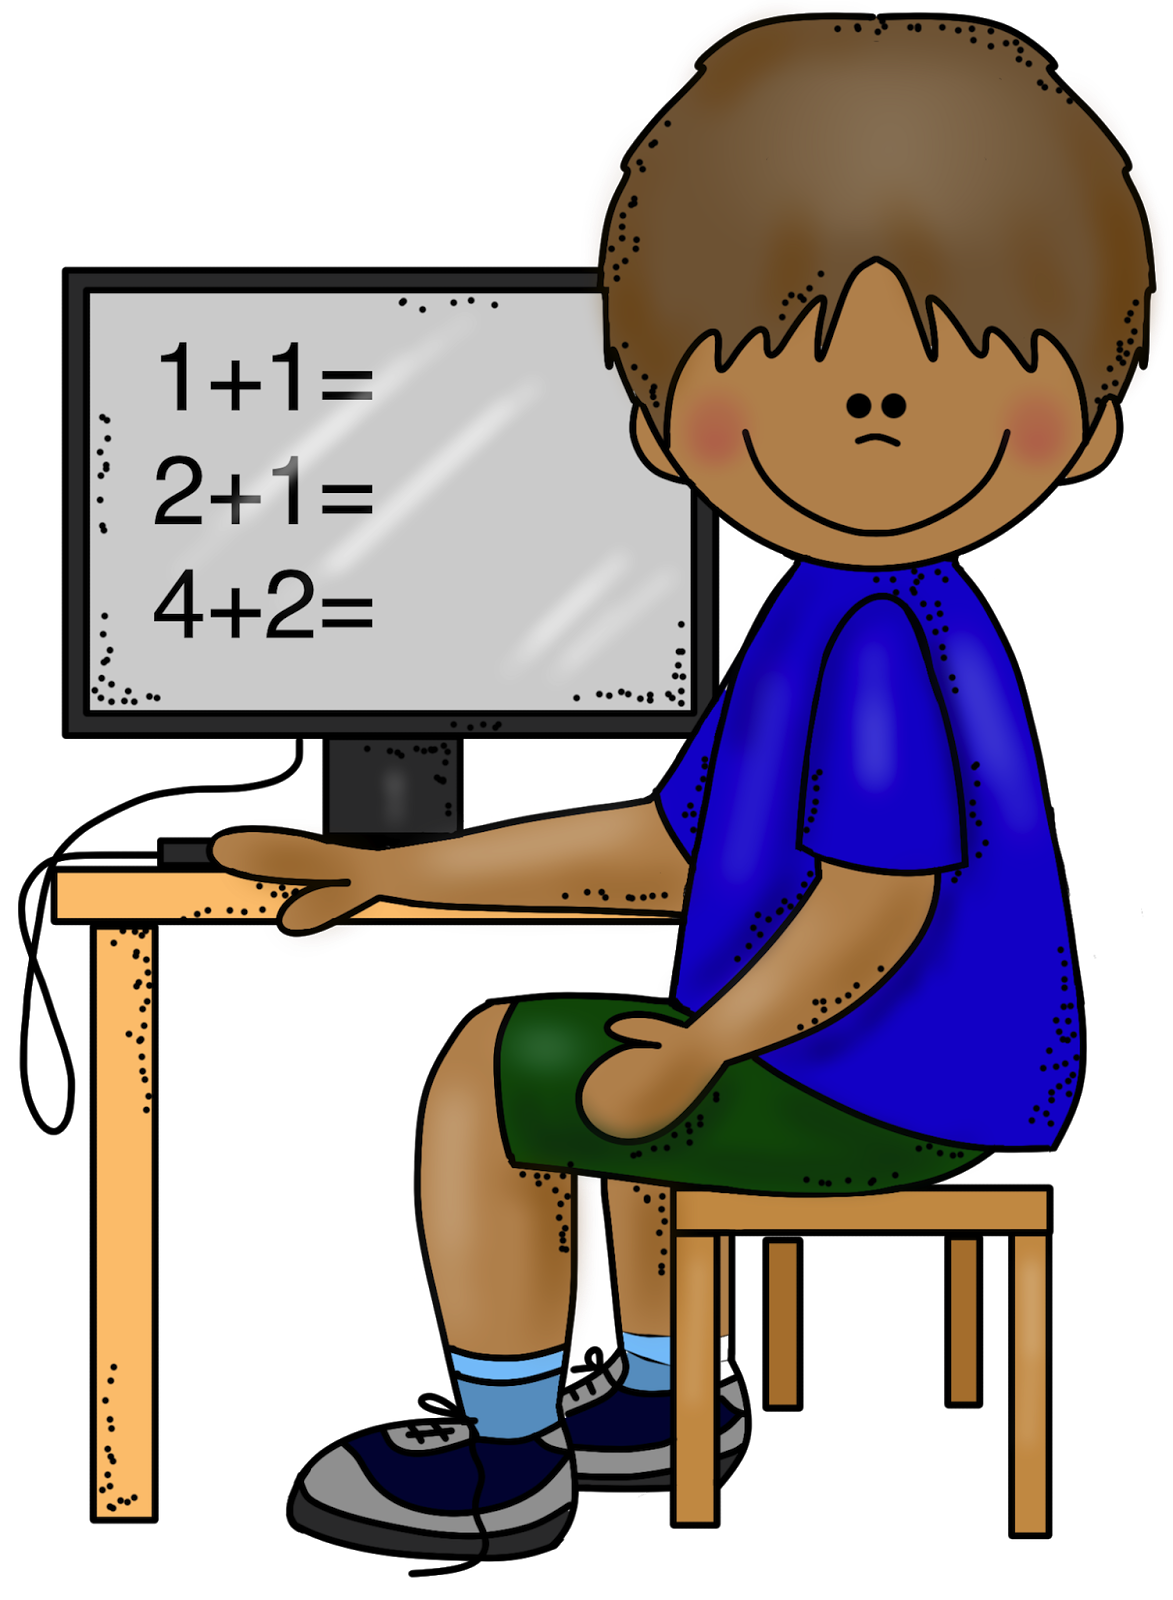 1+1=
2+1=
4+2=